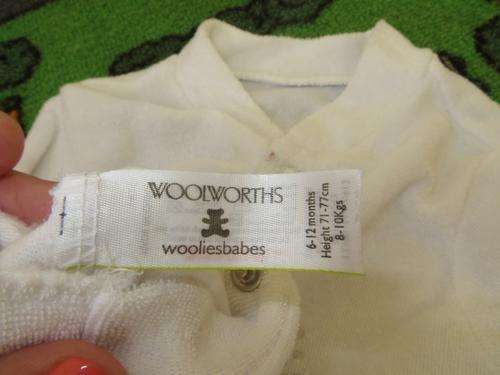 WOOLWORTHS
wooliesbabes
6-12 months
Height 71-77cm
8-10Kgs